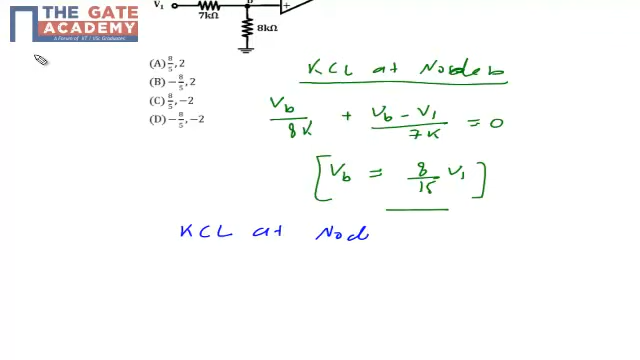 THE GATE
ACADEMY
A Forum of IIT / IISc Graduates
V₁
7kΩ
b
+
8kΩ
(A) 8/5, 2
(B) −8/5, 2
(C) 8/5, −2
(D) −8/5, −2
KCL at Node b
Vb/8K + (Vb − V₁)/7K = 0
[Vb = 8/15 V₁]
KCL at Nod